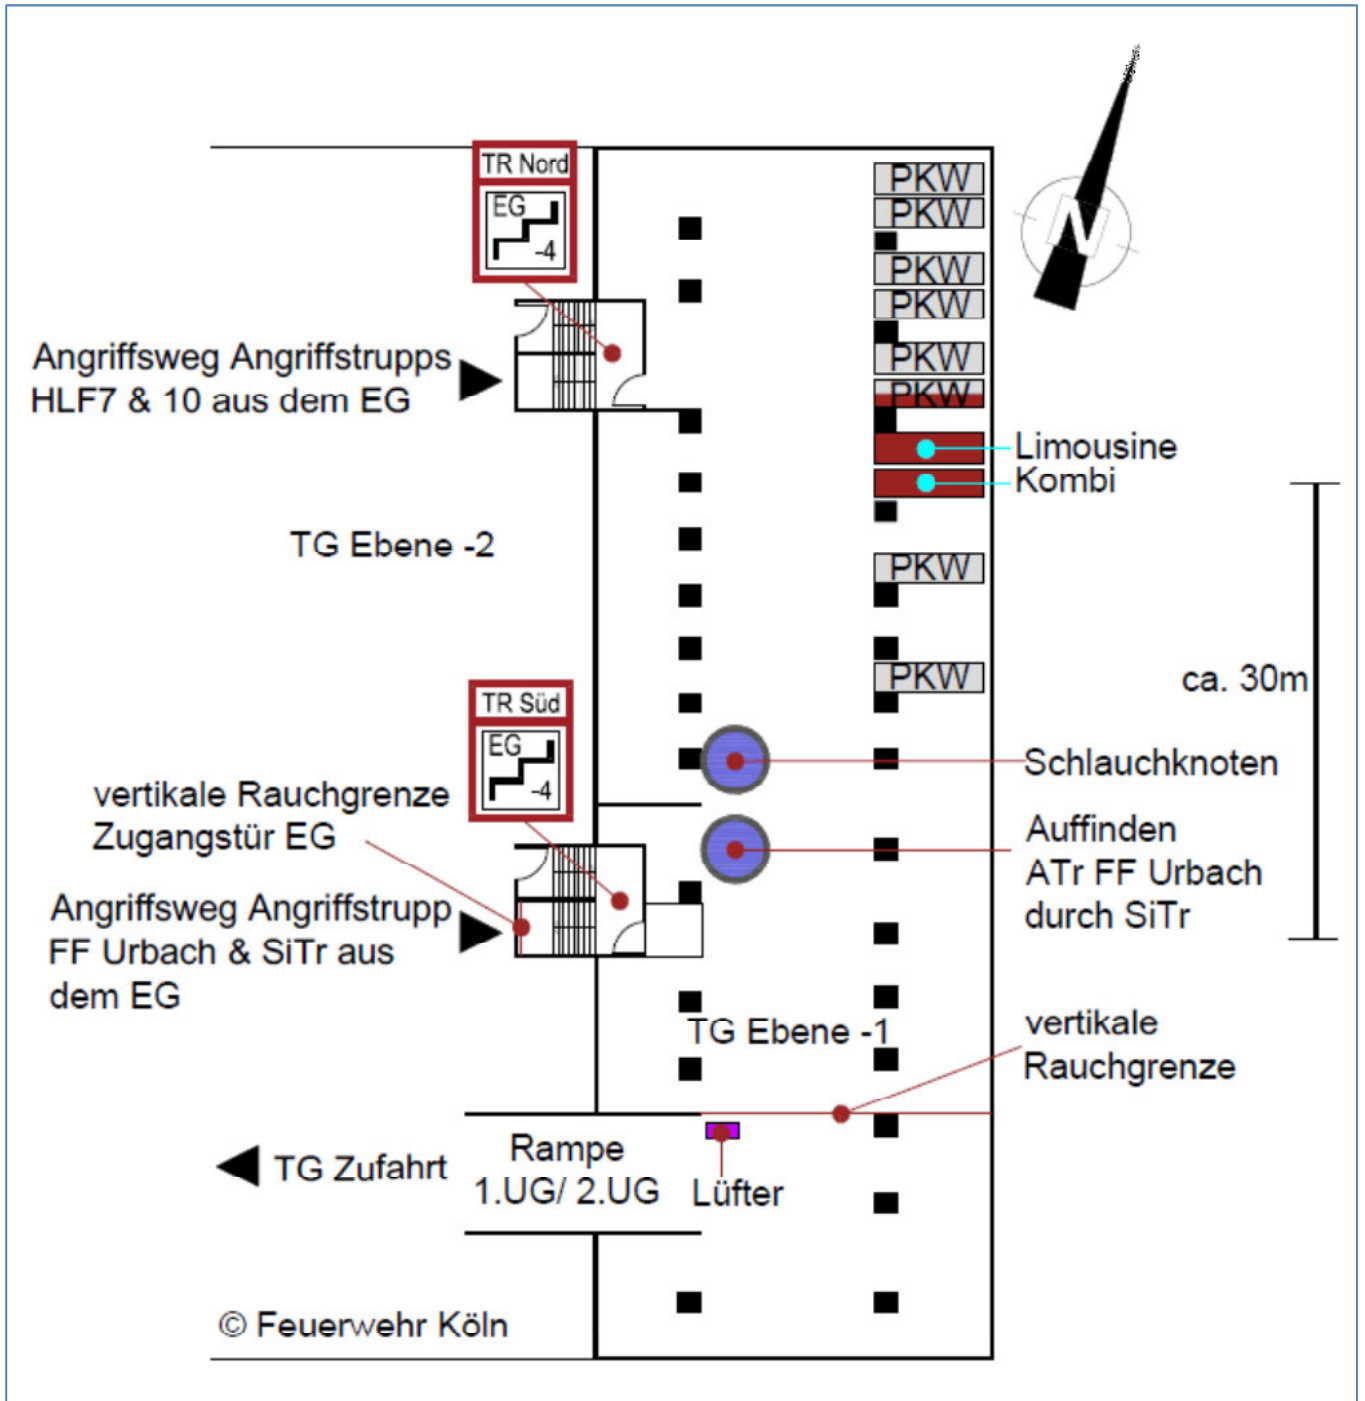 TR Nord
EG
-4
PKW
PKW
PKW
PKW
PKW
PKW
N
Angriffsweg Angriffstrupps
HLF7 & 10 aus dem EG
Limousine
Kombi
TG Ebene -2
PKW
PKW
ca. 30m
TR Süd
EG
-4
Schlauchknoten
vertikale Rauchgrenze
Zugangstür EG
Auffinden
ATr FF Urbach
durch SiTr
Angriffsweg Angriffstrupp
FF Urbach & SiTr aus
dem EG
TG Ebene -1
vertikale
Rauchgrenze
TG Zufahrt
Rampe
1.UG/ 2.UG
Lüfter
© Feuerwehr Köln